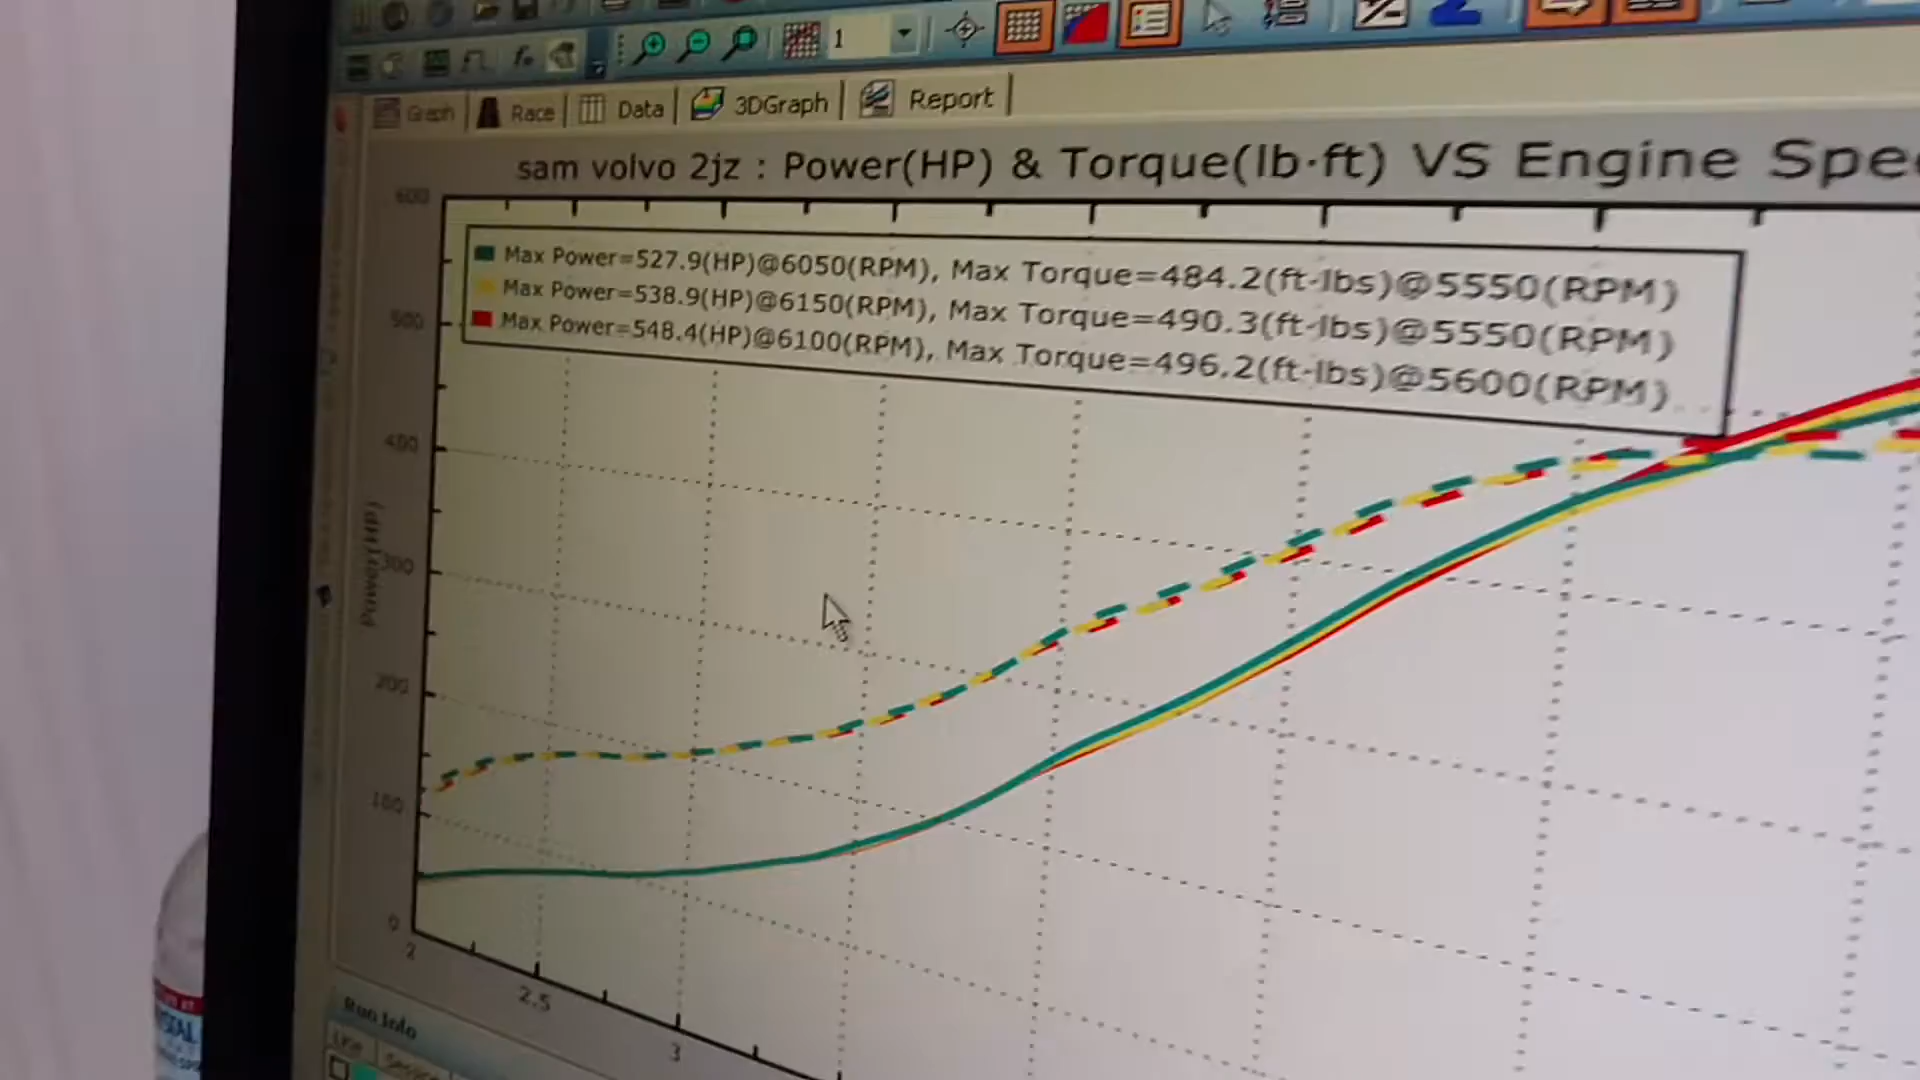 1
Graph Race Data 3DGraph Report
sam volvo 2jz : Power(HP) & Torque(lb·ft) VS Engine Spe
600
Max Power=527.9(HP)@6050(RPM), Max Torque=484.2(ft-lbs)@5550(RPM)
Max Power=538.9(HP)@6150(RPM), Max Torque=490.3(ft-lbs)@5550(RPM)
Max Power=548.4(HP)@6100(RPM), Max Torque=496.2(ft-lbs)@5600(RPM)
500
400
300
200
100
0
Power(HP)
2
2.5
3
Run Info